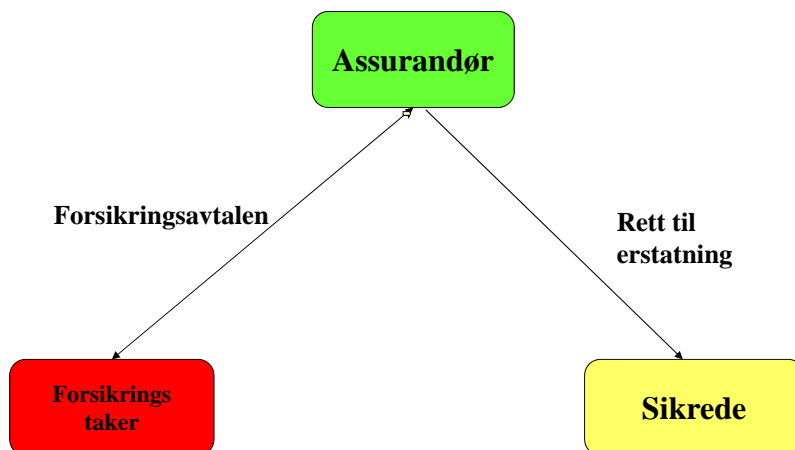 Assurandør
Forsikringsavtalen
Rett til
erstatning
Forsikrings
taker
Sikrede